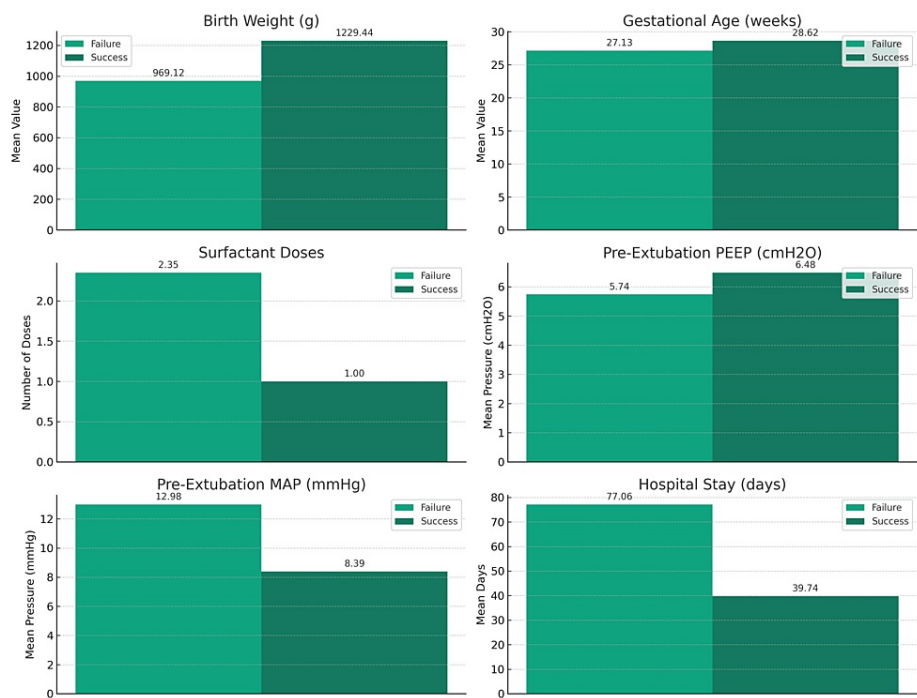 Birth Weight (g)
1229.44
969.12
Failure
Success
Mean Value
1200
1000
800
600
400
200
0
Gestational Age (weeks)
28.62
27.13
Failure
Success
Mean Value
30
25
20
15
10
5
0
Surfactant Doses
2.35
1.00
Failure
Success
Number of Doses
2.0
1.5
1.0
0.5
0.0
Pre-Extubation PEEP (cmH2O)
6.48
5.74
Failure
Success
Mean Pressure (cmH2O)
6
5
4
3
2
1
0
Pre-Extubation MAP (mmHg)
12.98
8.39
Failure
Success
Mean Pressure (mmHg)
12
10
8
6
4
2
0
Hospital Stay (days)
77.06
39.74
Failure
Success
Mean Days
80
70
60
50
40
30
20
10
0